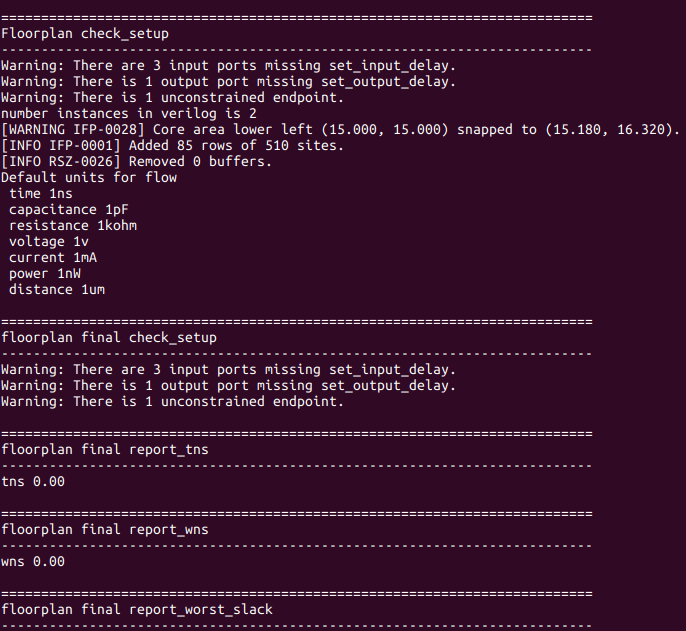 ==========================================================================
Floorplan check_setup
--------------------------------------------------------------------------
Warning: There are 3 input ports missing set_input_delay.
Warning: There is 1 output port missing set_output_delay.
Warning: There is 1 unconstrained endpoint.
number instances in verilog is 2
[WARNING IFP-0028] Core area lower left (15.000, 15.000) snapped to (15.180, 16.320).
[INFO IFP-0001] Added 85 rows of 510 sites.
[INFO RSZ-0026] Removed 0 buffers.
Default units for flow
 time 1ns
 capacitance 1pF
 resistance 1kohm
 voltage 1v
 current 1mA
 power 1nW
 distance 1um

==========================================================================
floorplan final check_setup
--------------------------------------------------------------------------
Warning: There are 3 input ports missing set_input_delay.
Warning: There is 1 output port missing set_output_delay.
Warning: There is 1 unconstrained endpoint.

==========================================================================
floorplan final report_tns
--------------------------------------------------------------------------
tns 0.00

==========================================================================
floorplan final report_wns
--------------------------------------------------------------------------
wns 0.00

==========================================================================
floorplan final report_worst_slack
--------------------------------------------------------------------------